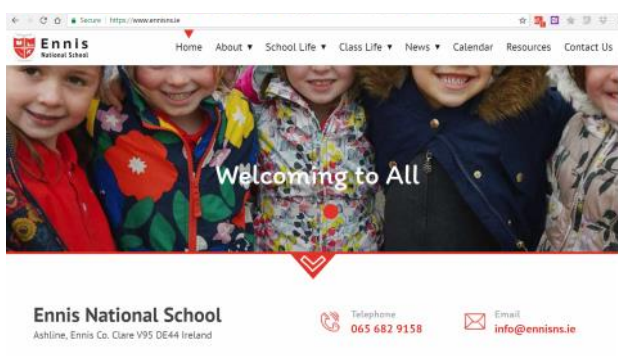 Secure https://www.ennisns.ie
Ennis
National School
Home About School Life Class Life News Calendar Resources Contact Us
Welcoming to All
Ennis National School
Ashline, Ennis Co. Clare V95 DE44 Ireland
Telephone
065 682 9158
Email
info@ennisns.ie